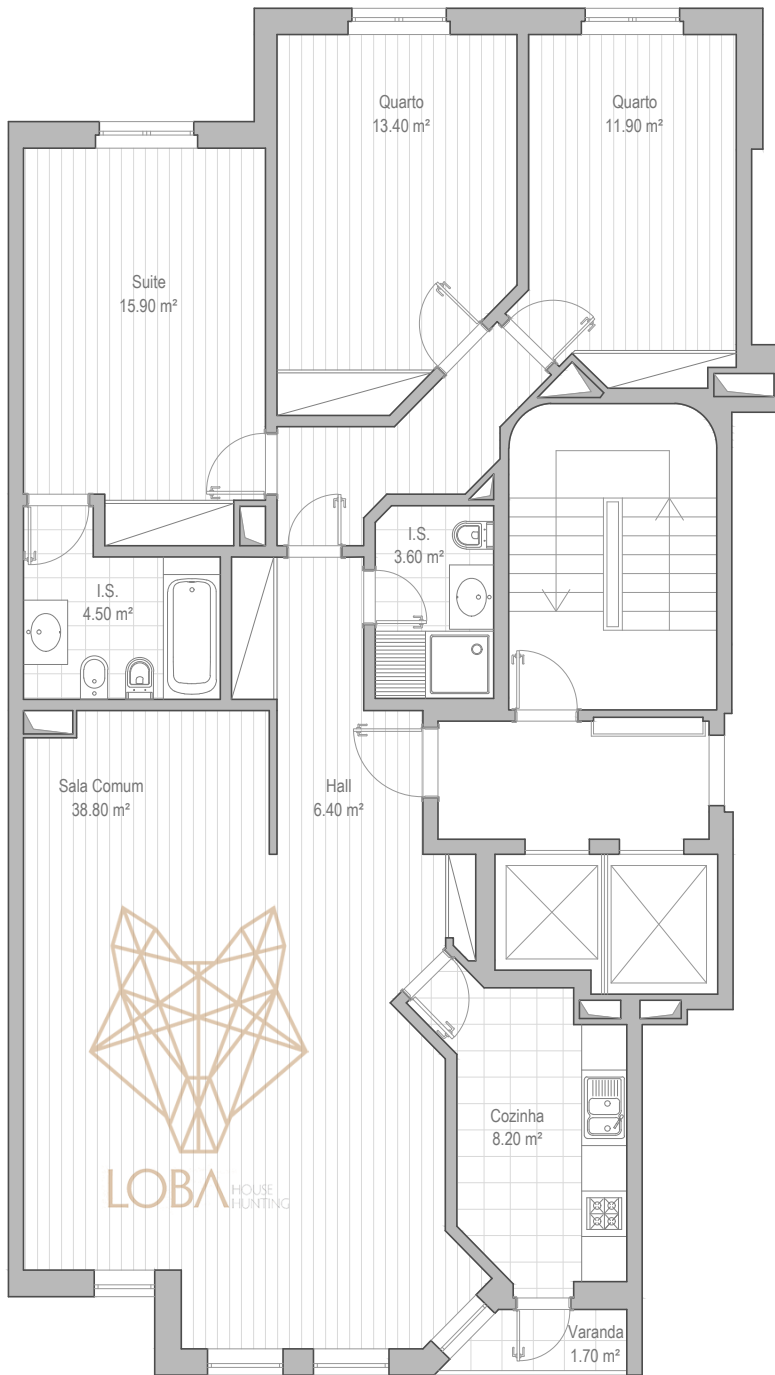 Quarto
13.40 m²
Quarto
11.90 m²
Suite
15.90 m²
I.S.
3.60 m²
I.S.
4.50 m²
Sala Comum
38.80 m²
Hall
6.40 m²
Cozinha
8.20 m²
LOBA HOUSE
HUNTING
Varanda
1.70 m²